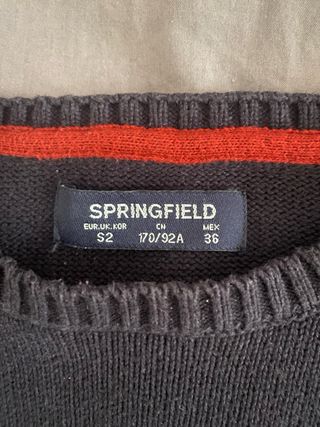 SPRINGFIELD
EUR.UK.KOR CN MEX
S2 170/92A 36